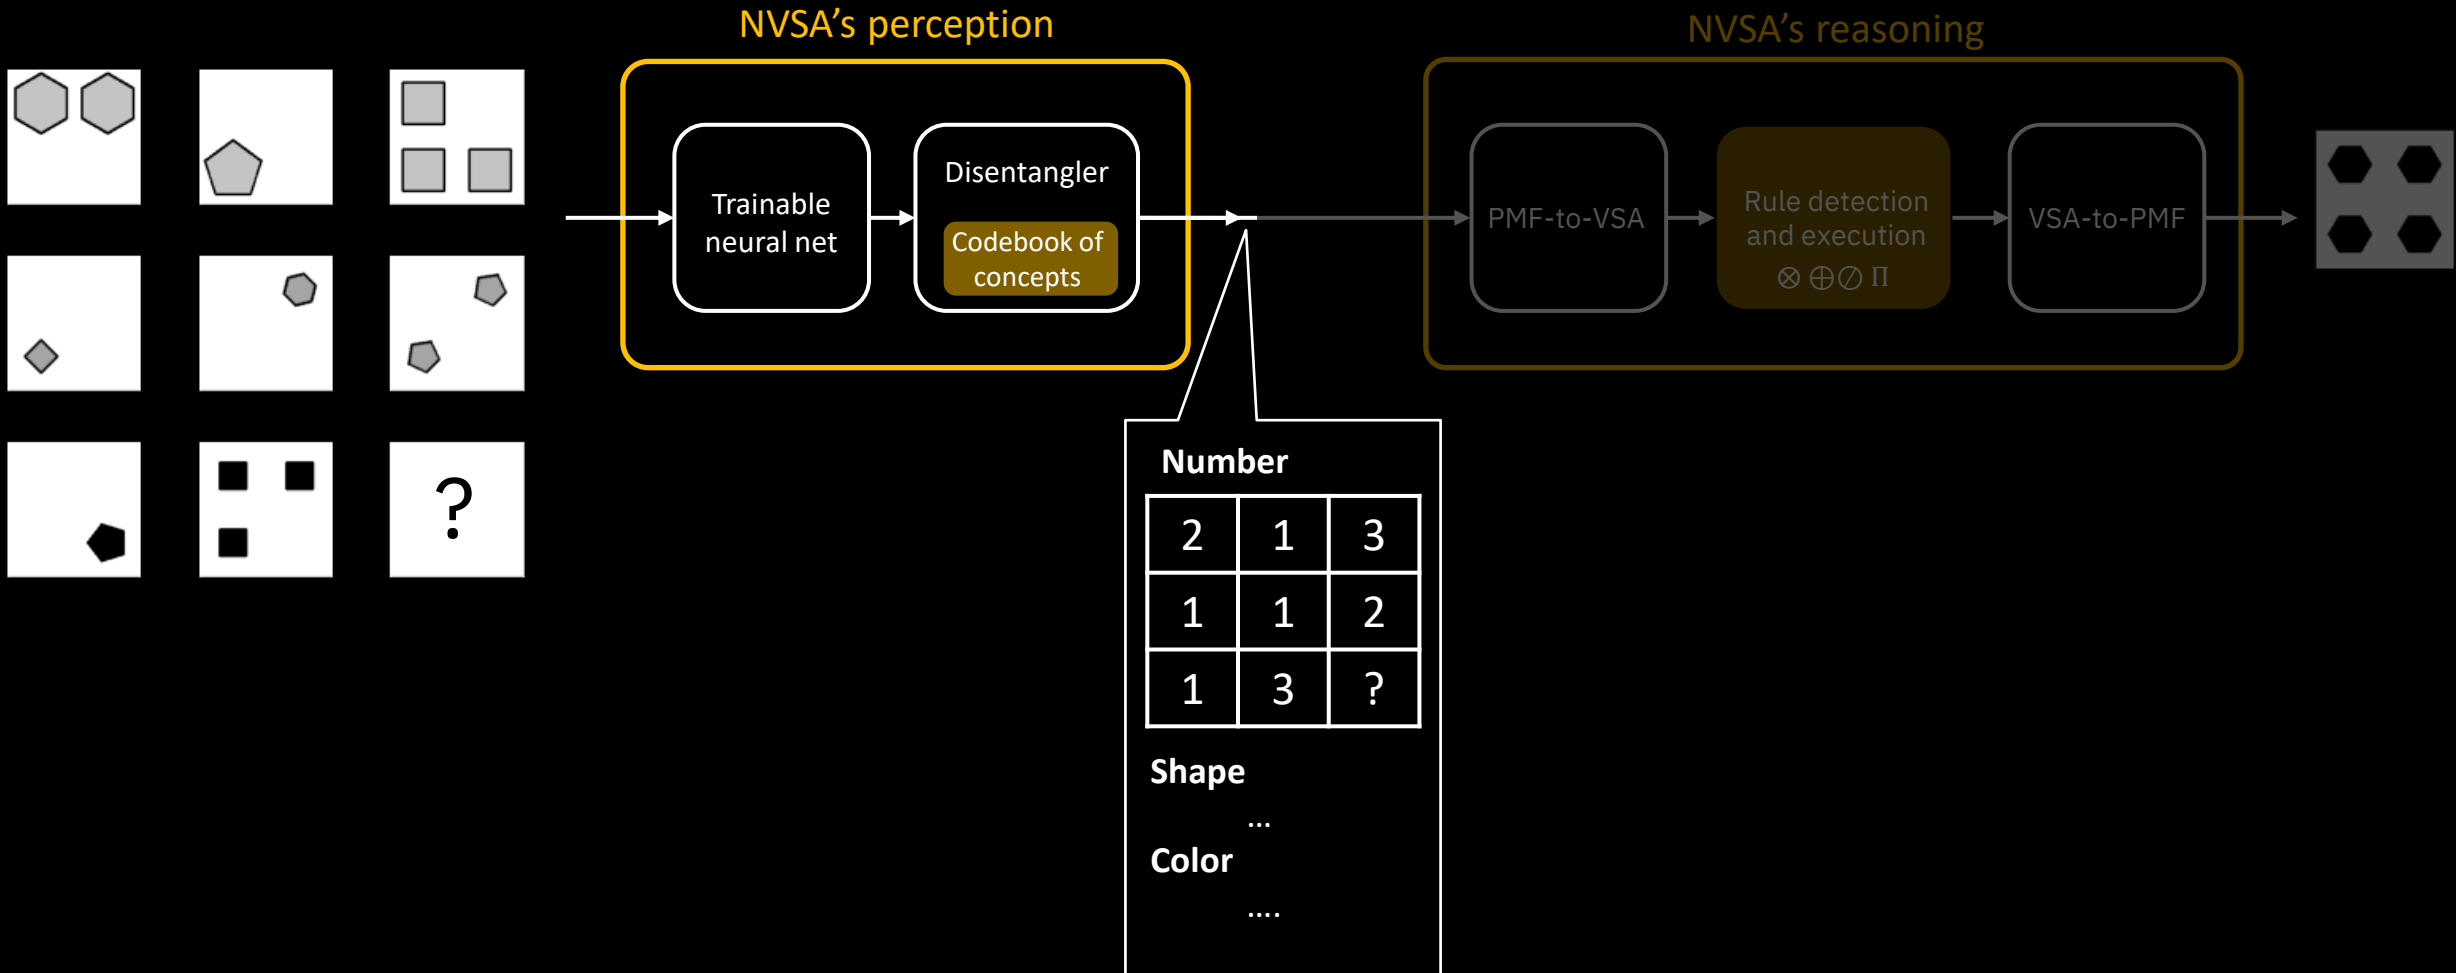 NVSA's perception
NVSA's reasoning
Trainable
neural net
Disentangler
Codebook of
concepts
PMF-to-VSA
Rule detection
and execution
⊗ ⊕⊘ Π
VSA-to-PMF
?
Number
2 1 3
1 1 2
1 3 ?
Shape
...
Color
....